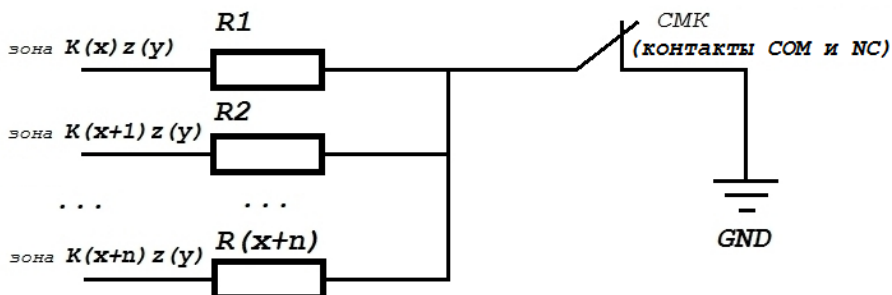 R1
СМК
зона K(x)z(y)
(контакты COM и NC)
R2
зона K(x+1)z(y)
... ...
R(x+n)
зона K(x+n)z(y)
GND